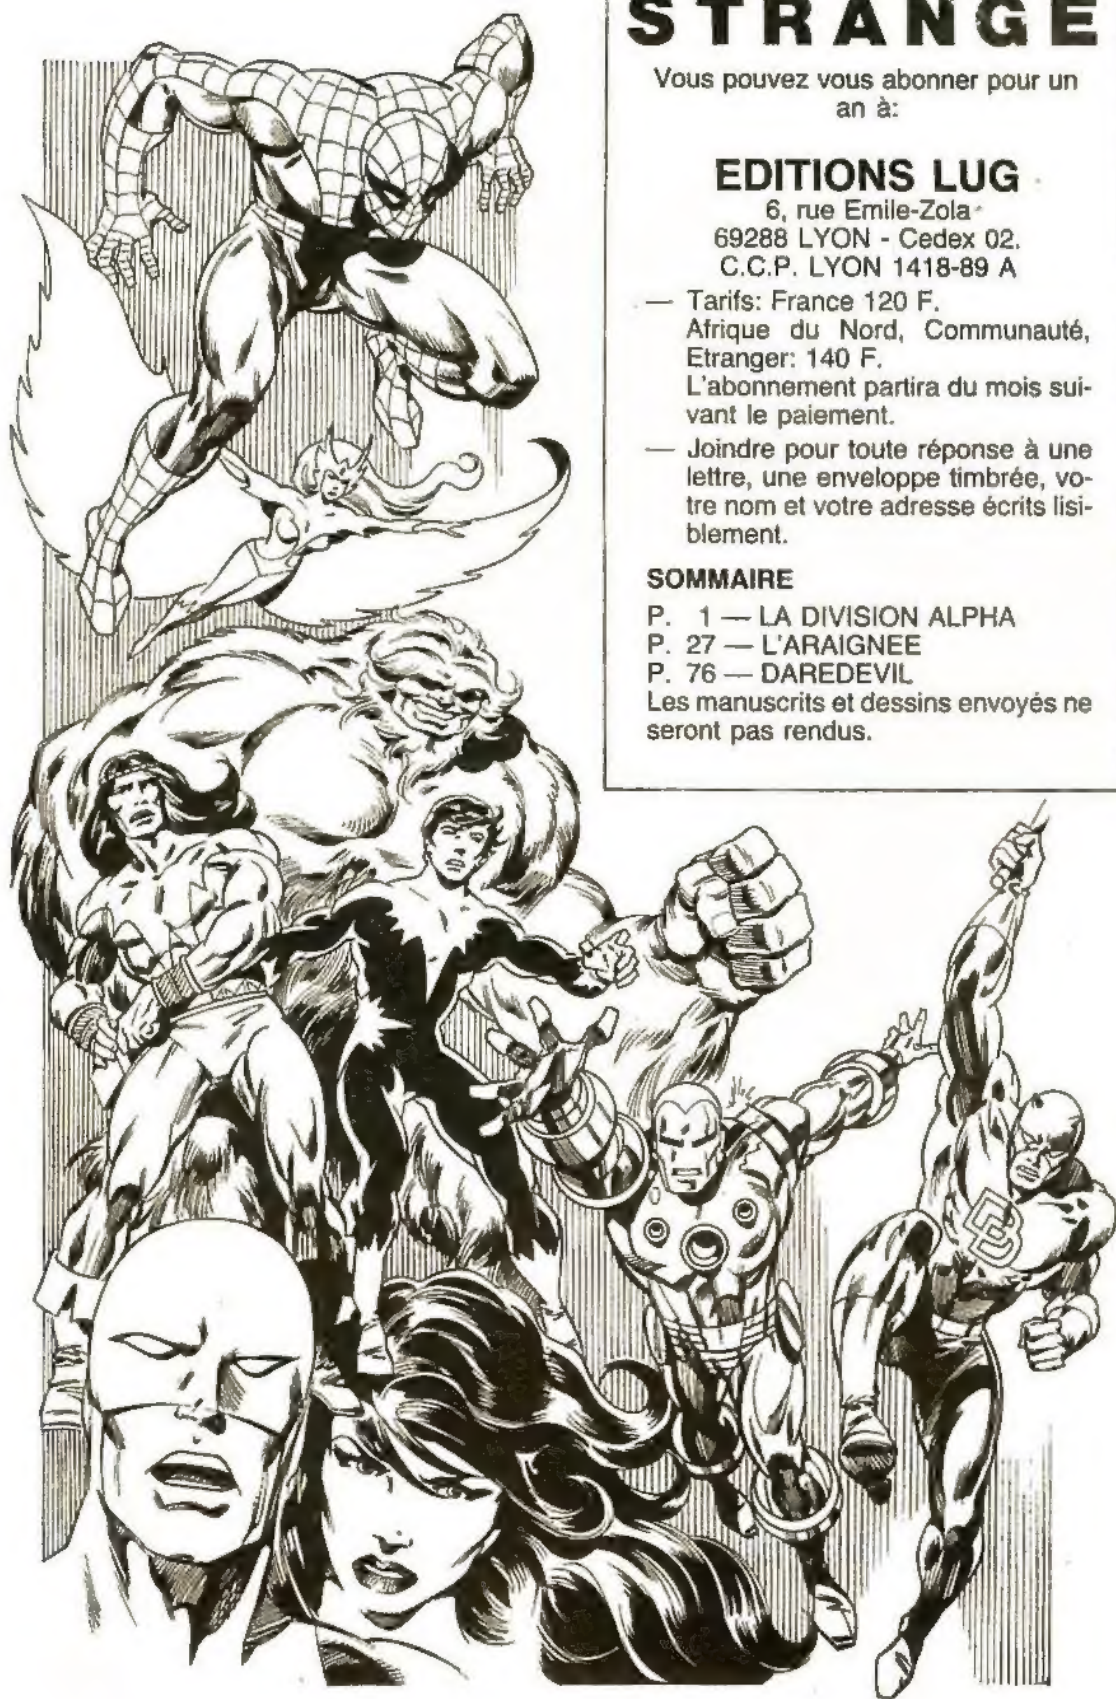 STRANGE
Vous pouvez vous abonner pour un
an à:
EDITIONS LUG
6, rue Emile-Zola
69288 LYON - Cedex 02.
C.C.P. LYON 1418-89 A
— Tarifs: France 120 F.
Afrique du Nord, Communauté,
Etranger: 140 F.
L'abonnement partira du mois sui-
vant le paiement.
— Joindre pour toute réponse à une
lettre, une enveloppe timbrée, vo-
tre nom et votre adresse écrits lisi-
blement.
SOMMAIRE
P. 1 — LA DIVISION ALPHA
P. 27 — L'ARAIGNEE
P. 76 — DAREDEVIL
Les manuscrits et dessins envoyés ne
seront pas rendus.
DD